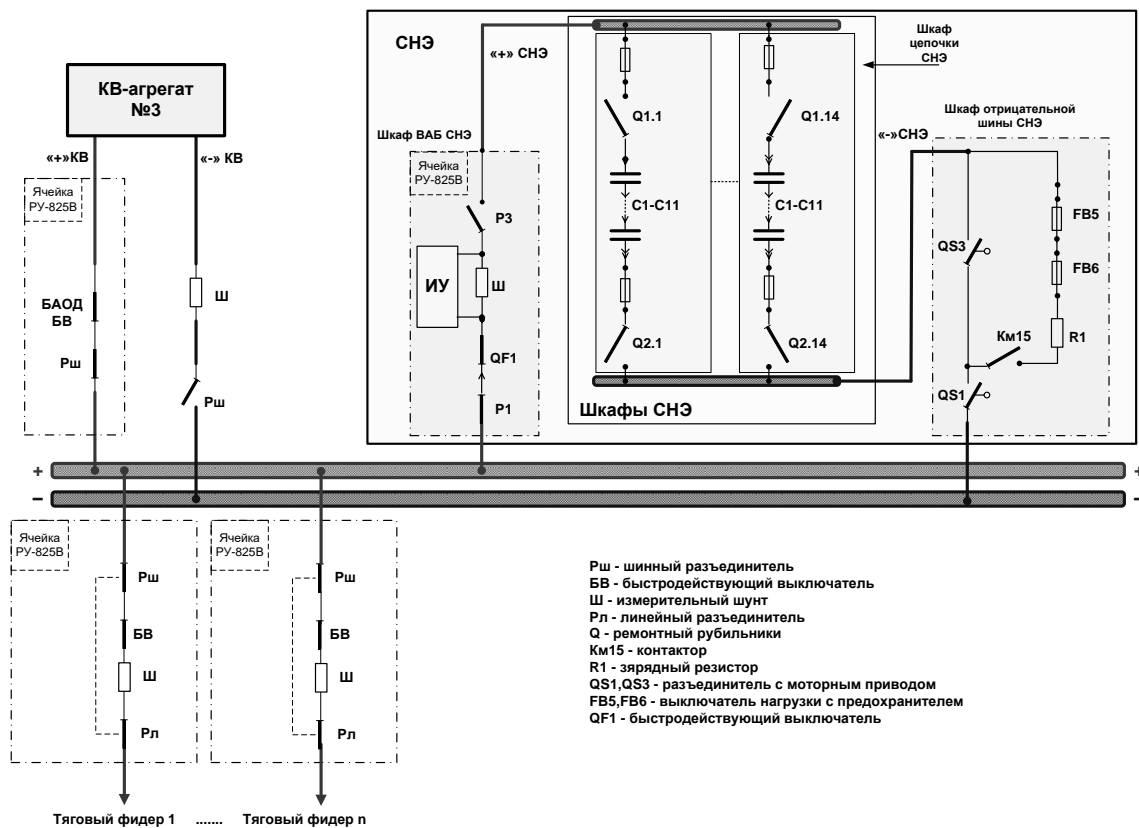 КВ-агрегат
№3
«+»КВ
«-» КВ
Ячейка
РУ-825В
БАОД
БВ
Рш
Ш
Рш
СНЭ
«+» СНЭ
Шкаф ВАБ СНЭ
Ячейка
РУ-825В
Р3
ИУ
Ш
QF1
Р1
Q1.1
C1-C11
Q2.1
Q1.14
C1-C11
Q2.14
Шкафы СНЭ
Шкаф
цепочки
СНЭ
«-»СНЭ
Шкаф отрицательной
шины СНЭ
QS3
FB5
FB6
Км15
R1
QS1
+
+
–
–
Ячейка
РУ-825В
Рш
БВ
Ш
Рл
Ячейка
РУ-825В
Рш
БВ
Ш
Рл
Тяговый фидер 1 ....... Тяговый фидер n
Рш - шинный разъединитель
БВ - быстродействующий выключатель
Ш - измерительный шунт
Рл - линейный разъединитель
Q - ремонтный рубильники
Км15 - контактор
R1 - зярядный резистор
QS1,QS3 - разъединитель с моторным приводом
FB5,FB6 - выключатель нагрузки с предохранителем
QF1 - быстродействующий выключатель